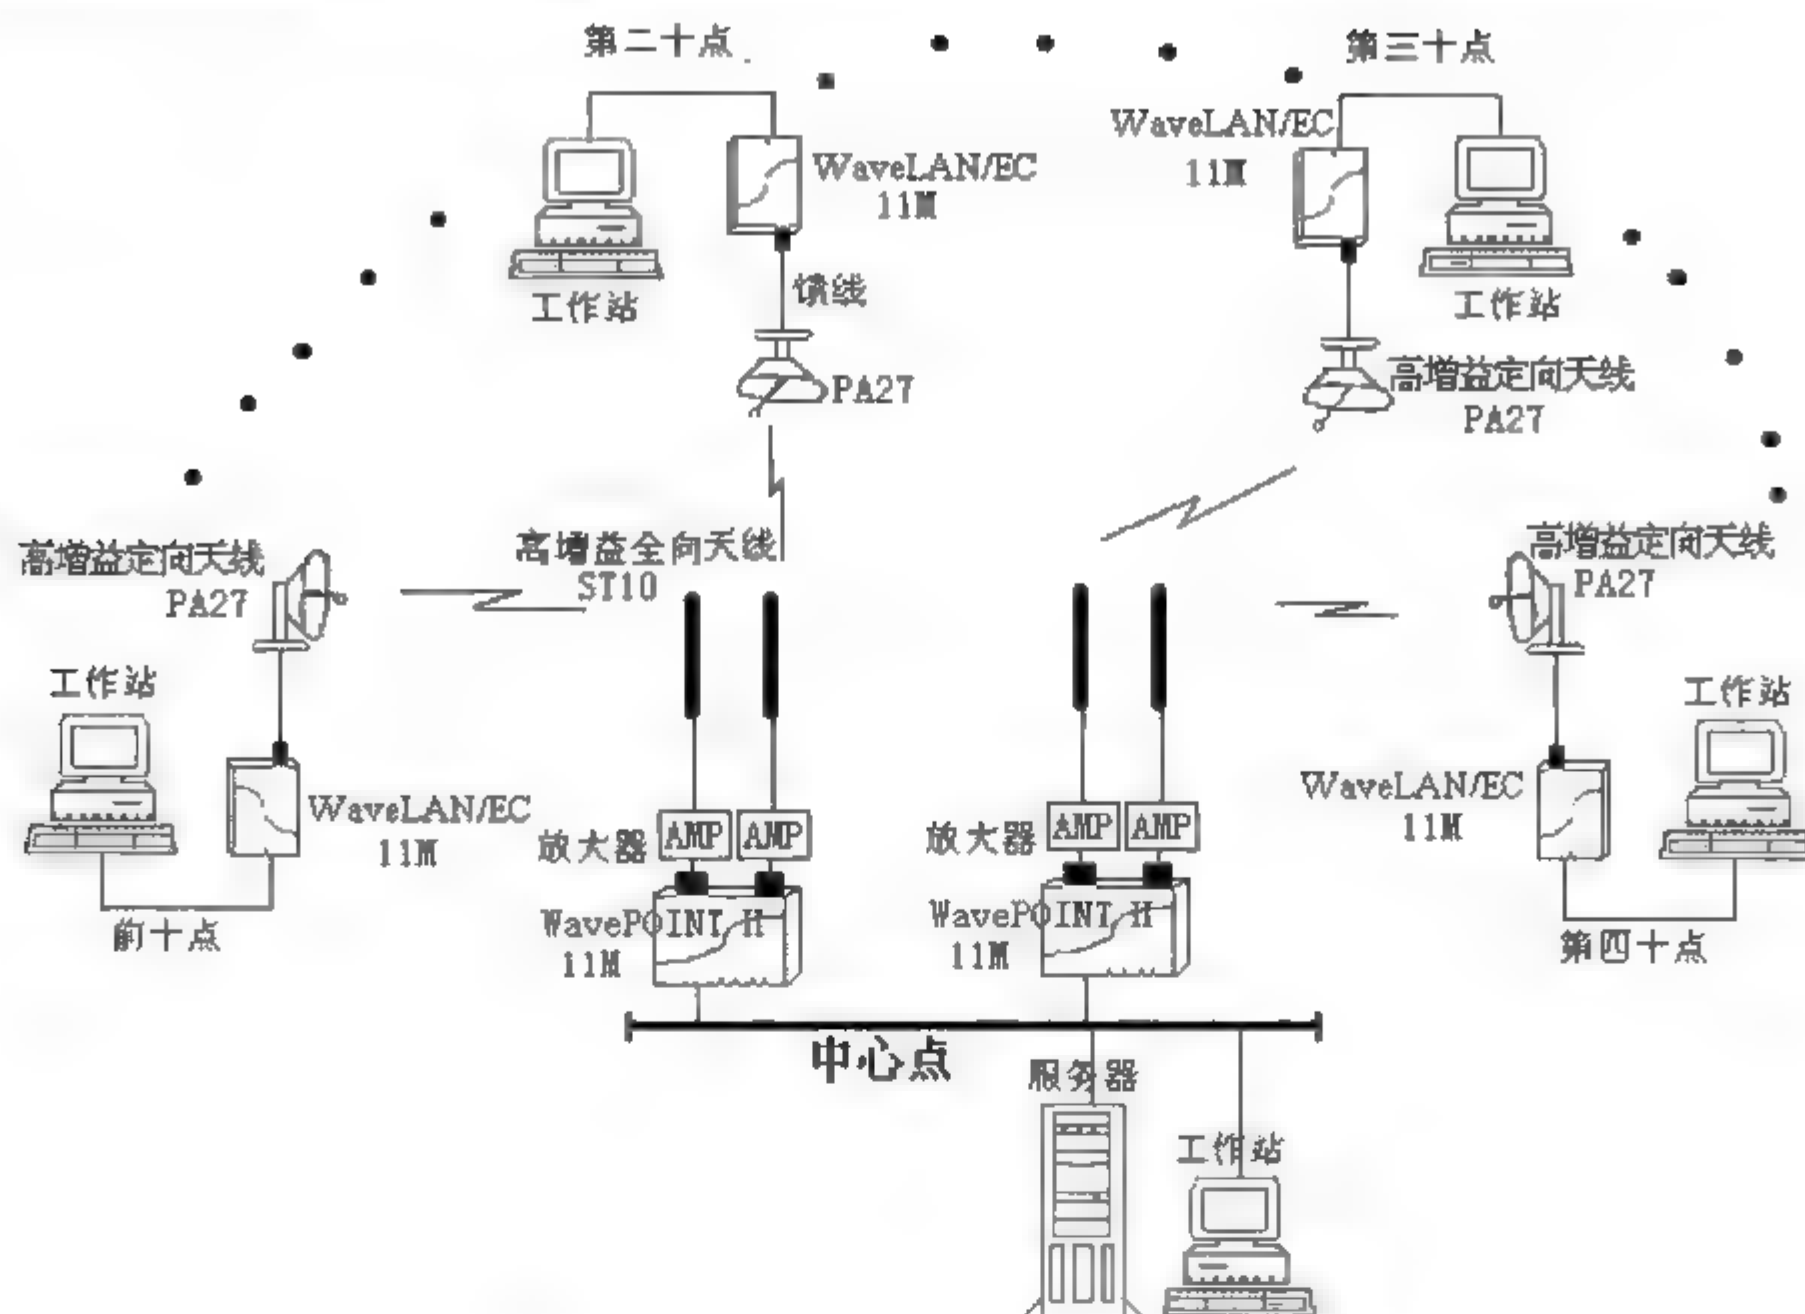 第二十点
第三十点
WaveLAN/EC
11M
WaveLAN/EC
11M
工作站
馈线
工作站
PA27
高增益定向天线
PA27
高增益定向天线
PA27
高增益全向天线
ST10
高增益定向天线
PA27
工作站
工作站
WaveLAN/EC
11M
WaveLAN/EC
11M
放大器
AMP
AMP
放大器
AMP
AMP
WavePOINT H
11M
WavePOINT H
11M
前十点
第四十点
中心点
服务器
工作站